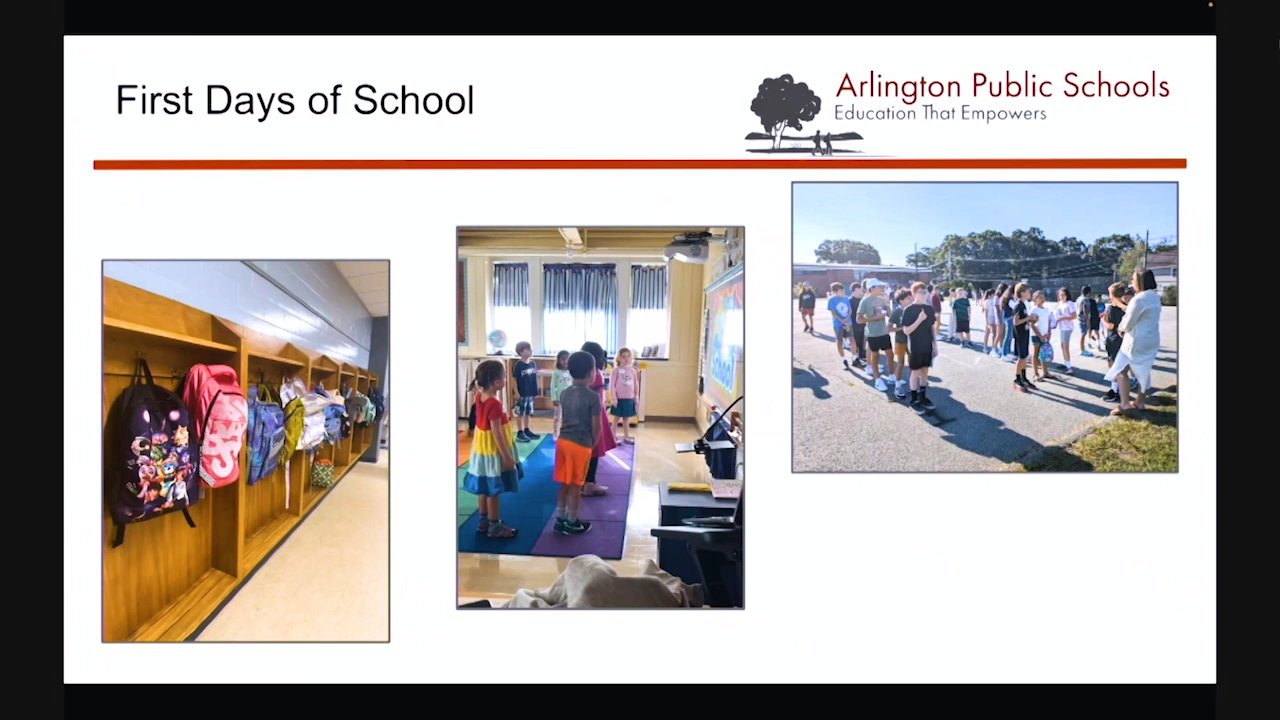 First Days of School
Arlington Public Schools
Education That Empowers